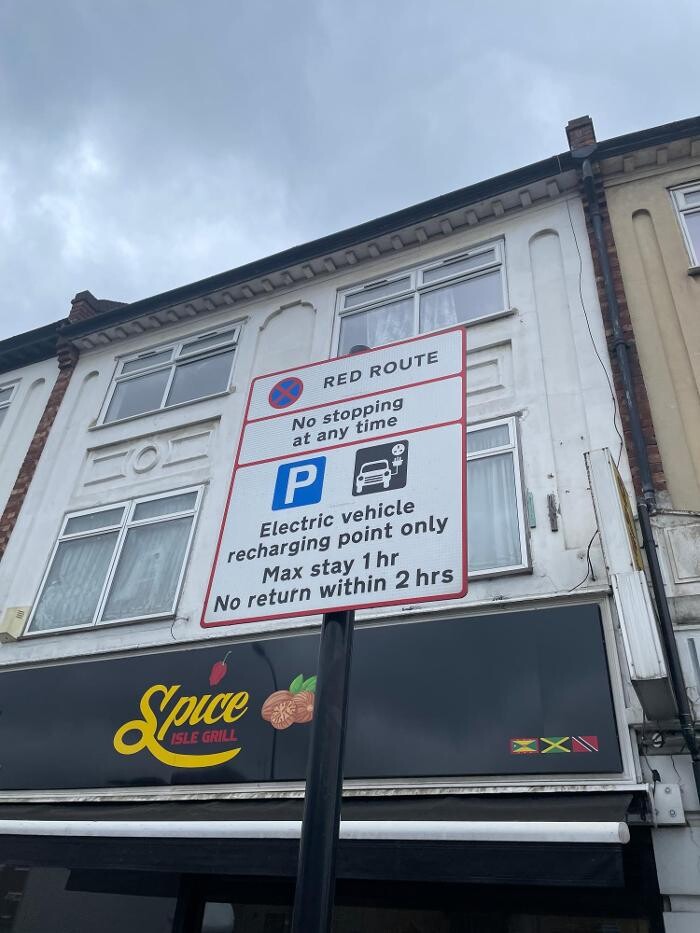 RED ROUTE
No stopping
at any time
P
Electric vehicle
recharging point only
Max stay 1 hr
No return within 2 hrs
Spice
ISLE GRILL